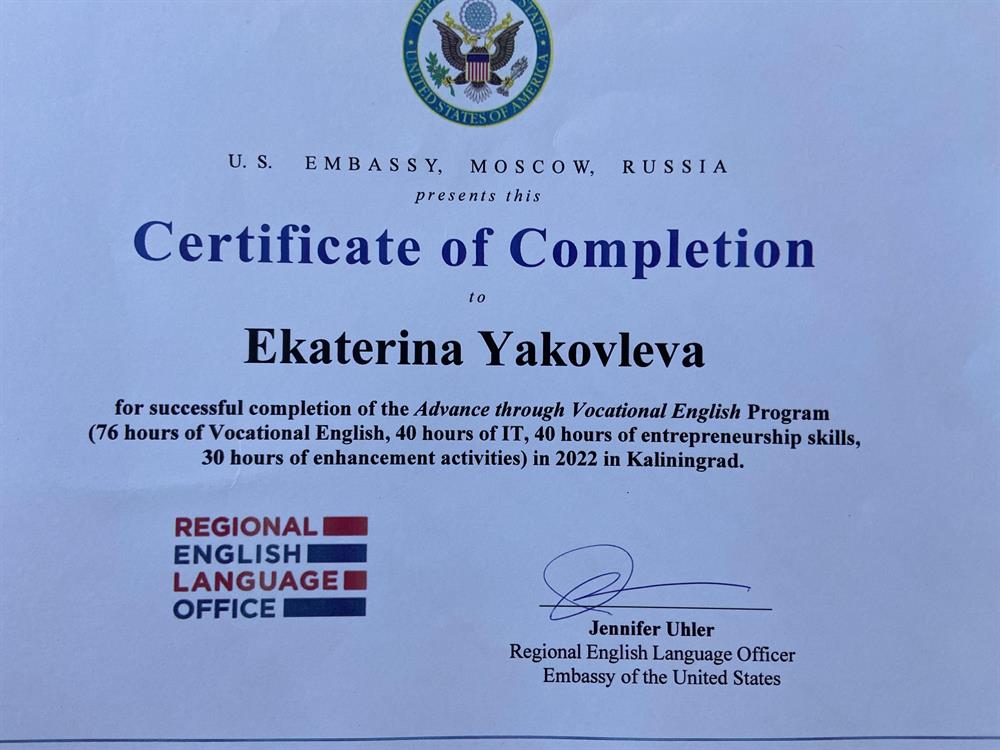 DEPA STATE
UNITED STATES OF AMERICA
U. S. EMBASSY, MOSCOW, RUSSIA
presents this
Certificate of Completion
to
Ekaterina Yakovleva
for successful completion of the Advance through Vocational English Program
(76 hours of Vocational English, 40 hours of IT, 40 hours of entrepreneurship skills,
30 hours of enhancement activities) in 2022 in Kaliningrad.
REGIONAL
ENGLISH
LANGUAGE
OFFICE
Jennifer Uhler
Regional English Language Officer
Embassy of the United States